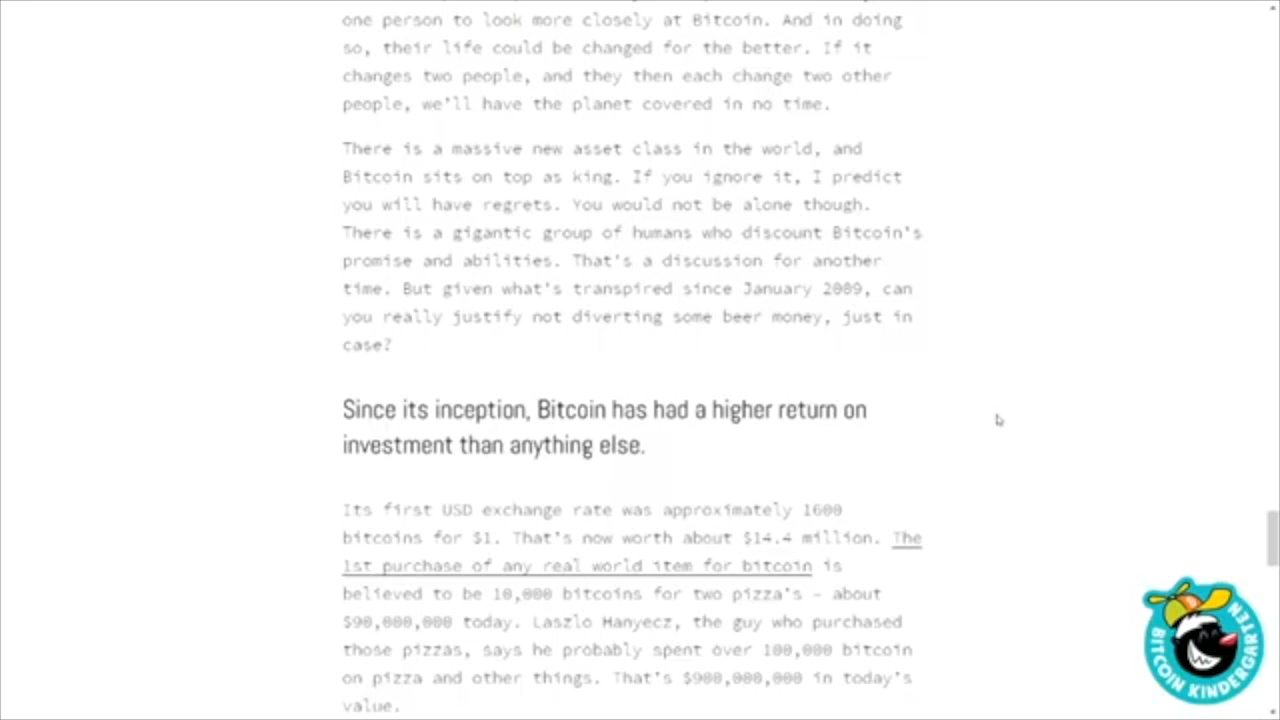 one person to look more closely at Bitcoin. And in doing
so, their life could be changed for the better. If it
changes two people, and they then each change two other
people, we'll have the planet covered in no time.
There is a massive new asset class in the world, and
Bitcoin sits on top as king. If you ignore it, I predict
you will have regrets. You would not be alone though.
There is a gigantic group of humans who discount Bitcoin's
promise and abilities. That's a discussion for another
time. But given what's transpired since January 2009, can
you really justify not diverting some beer money, just in
case?
Since its inception, Bitcoin has had a higher return on
investment than anything else.
Its first USD exchange rate was approximately 1600
bitcoins for $1. That's now worth about $14.4 million. The
1st purchase of any real world item for bitcoin is
believed to be 10,000 bitcoins for two pizza's - about
$90,000,000 today. Laszlo Hanyecz, the guy who purchased
those pizzas, says he probably spent over 100,000 bitcoin
on pizza and other things. That's $900,000,000 in today's
value.
BITCOIN KINDERGARTEN